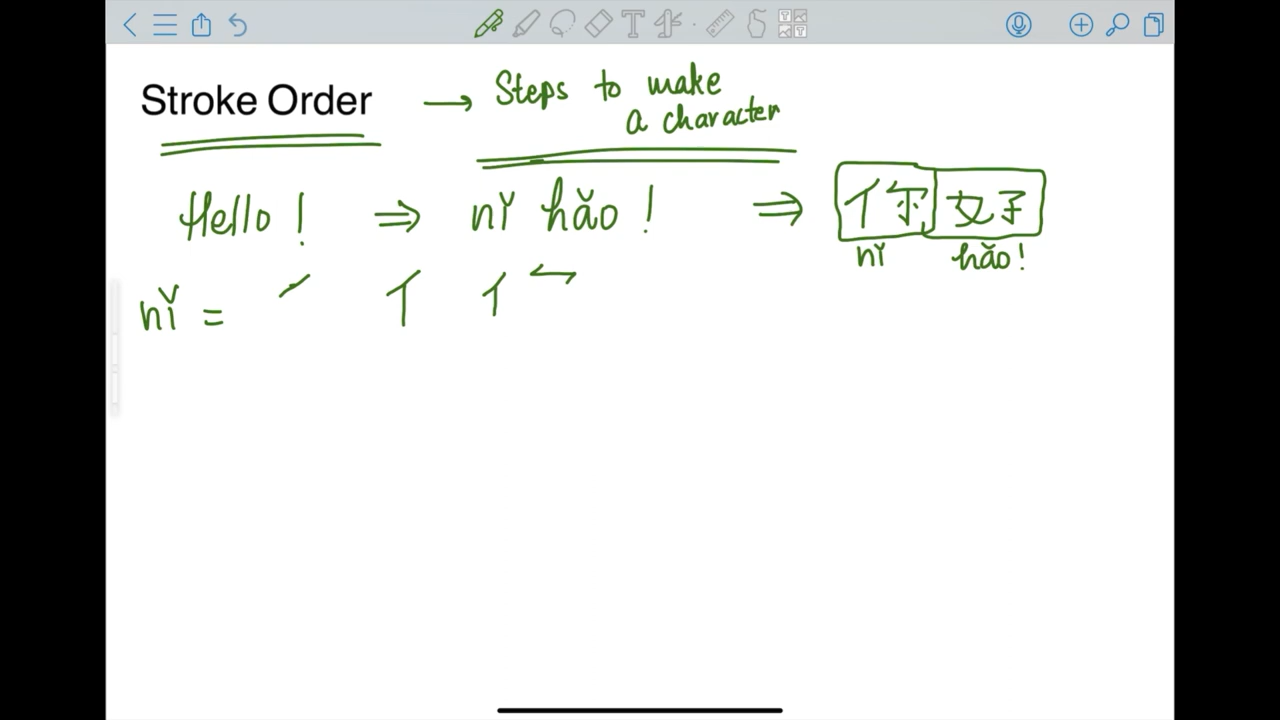 Stroke Order → Steps to make
a character
Hello! ⇒ nǐ hǎo! ⇒ 你好
nǐ hǎo!
nǐ =